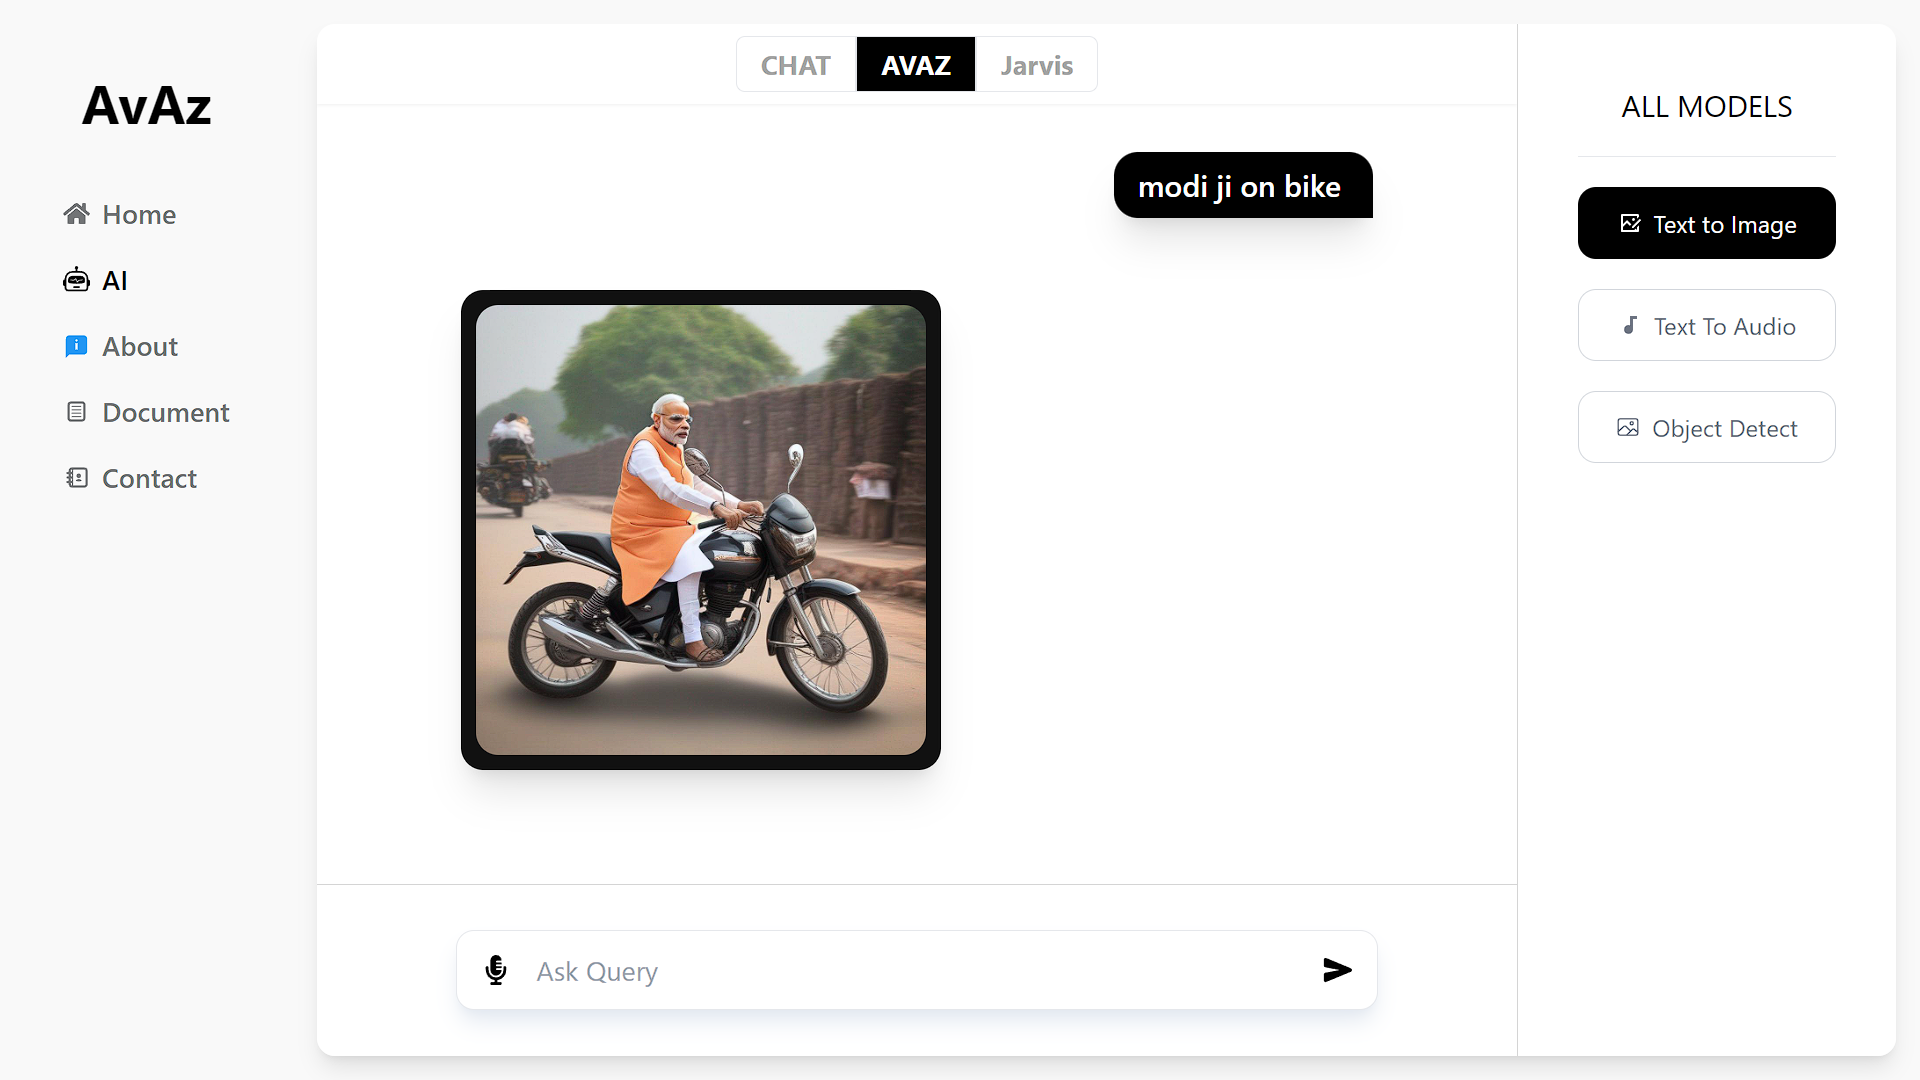 AvAz
Home
AI
About
Document
Contact
CHAT
AVAZ
Jarvis
modi ji on bike
Ask Query
ALL MODELS
Text to Image
Text To Audio
Object Detect